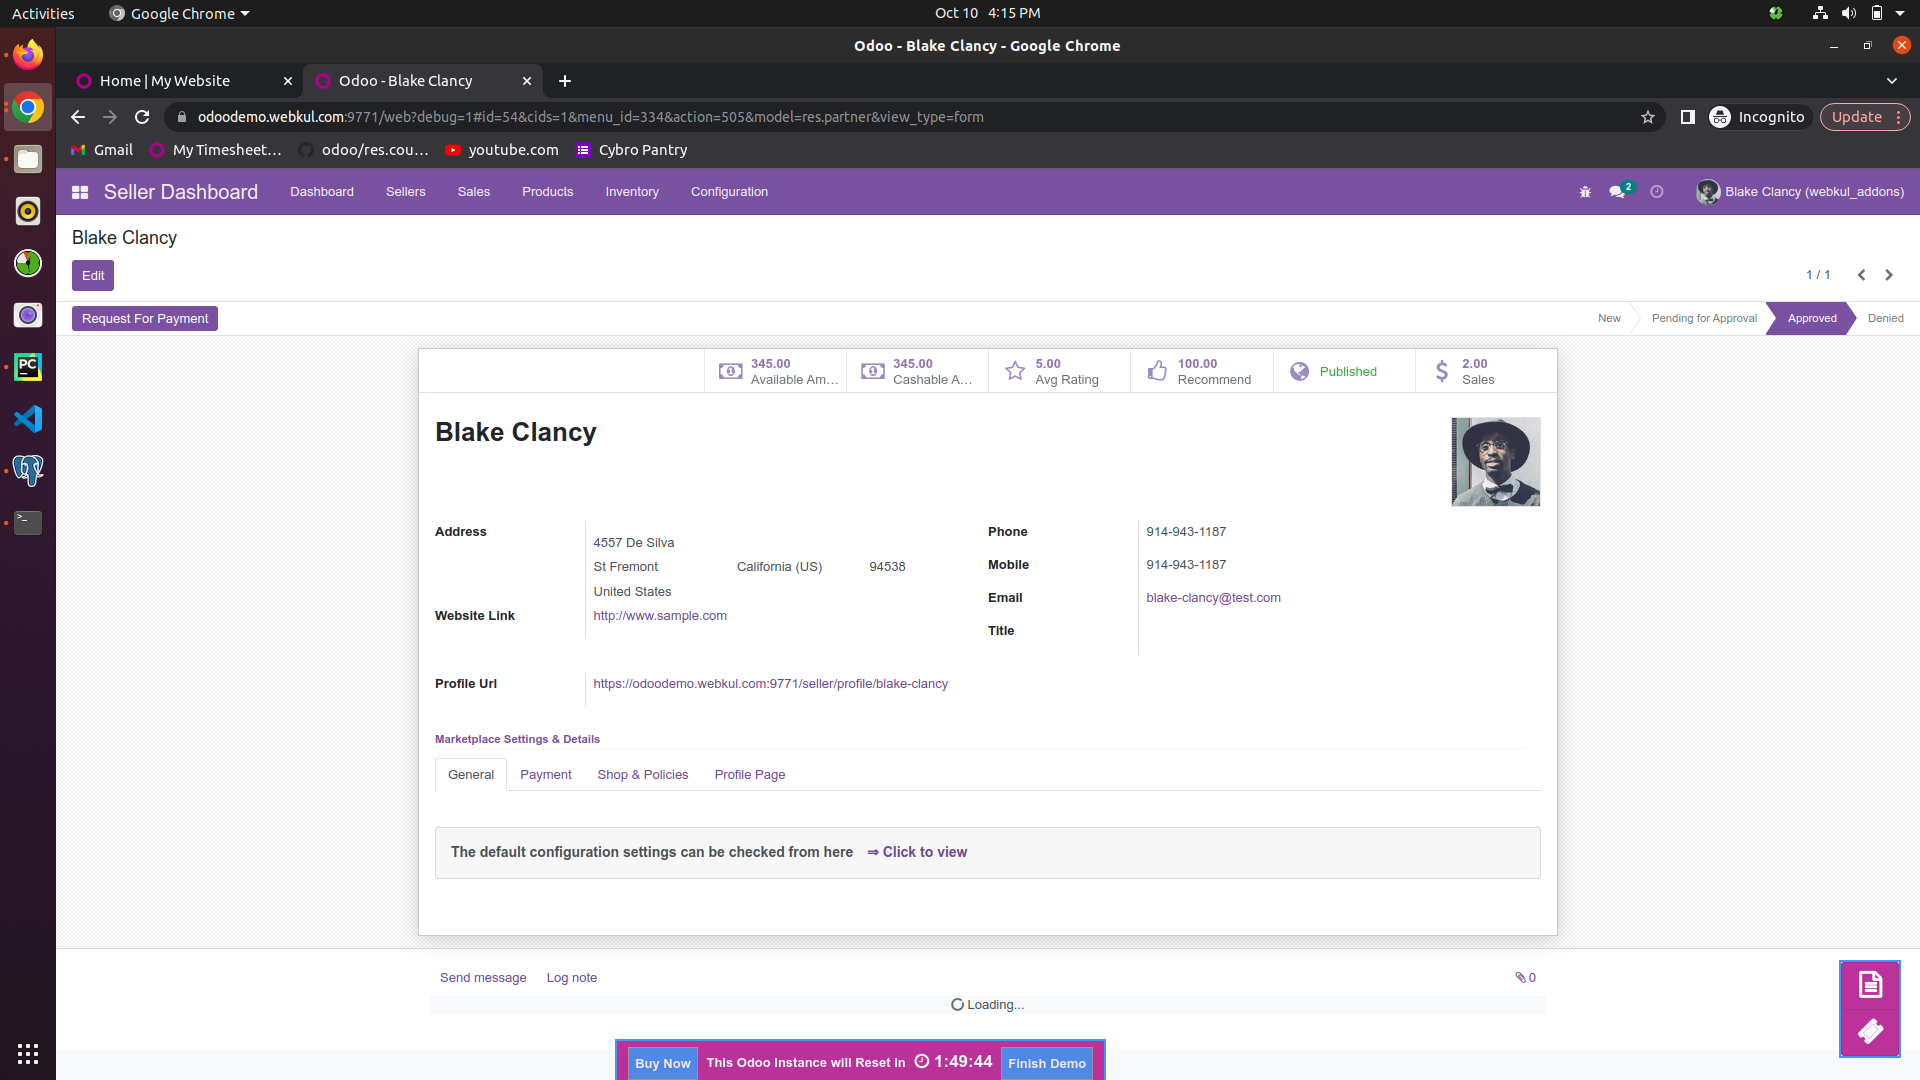 Activities
Google Chrome
Oct 10 4:15 PM
Odoo - Blake Clancy - Google Chrome
Home | My Website
Odoo - Blake Clancy
odoodemo.webkul.com:9771/web?debug=1#id=54&cids=1&menu_id=334&action=505&model=res.partner&view_type=form
Incognito
Update
Gmail
My Timesheet...
odoo/res.cou...
youtube.com
Cybro Pantry
Seller Dashboard
Dashboard
Sellers
Sales
Products
Inventory
Configuration
2
Blake Clancy (webkul_addons)
Blake Clancy
Edit
1 / 1
Request For Payment
New
Pending for Approval
Approved
Denied
345.00
Available Am...
345.00
Cashable A...
5.00
Avg Rating
100.00
Recommend
Published
2.00
Sales
Blake Clancy
Address
4557 De Silva
St Fremont California (US) 94538
United States
Website Link http://www.sample.com
Phone 914-943-1187
Mobile 914-943-1187
Email blake-clancy@test.com
Title
Profile Url https://odoodemo.webkul.com:9771/seller/profile/blake-clancy
Marketplace Settings & Details
General
Payment
Shop & Policies
Profile Page
The default configuration settings can be checked from here ⇒ Click to view
Send message
Log note
0
Loading...
Buy Now
This Odoo Instance will Reset in 1:49:44
Finish Demo